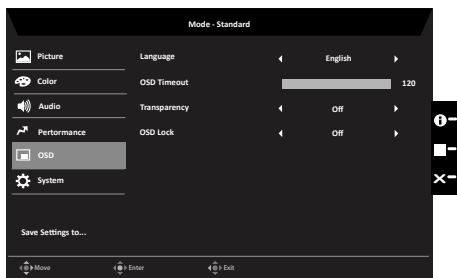 Mode - Standard
Picture
Language
English
Color
OSD Timeout
120
Audio
Transparency
Off
Pertormance
OSD Lock
Off
OSD
System
Save Settings to...
Move
Enter
Exit